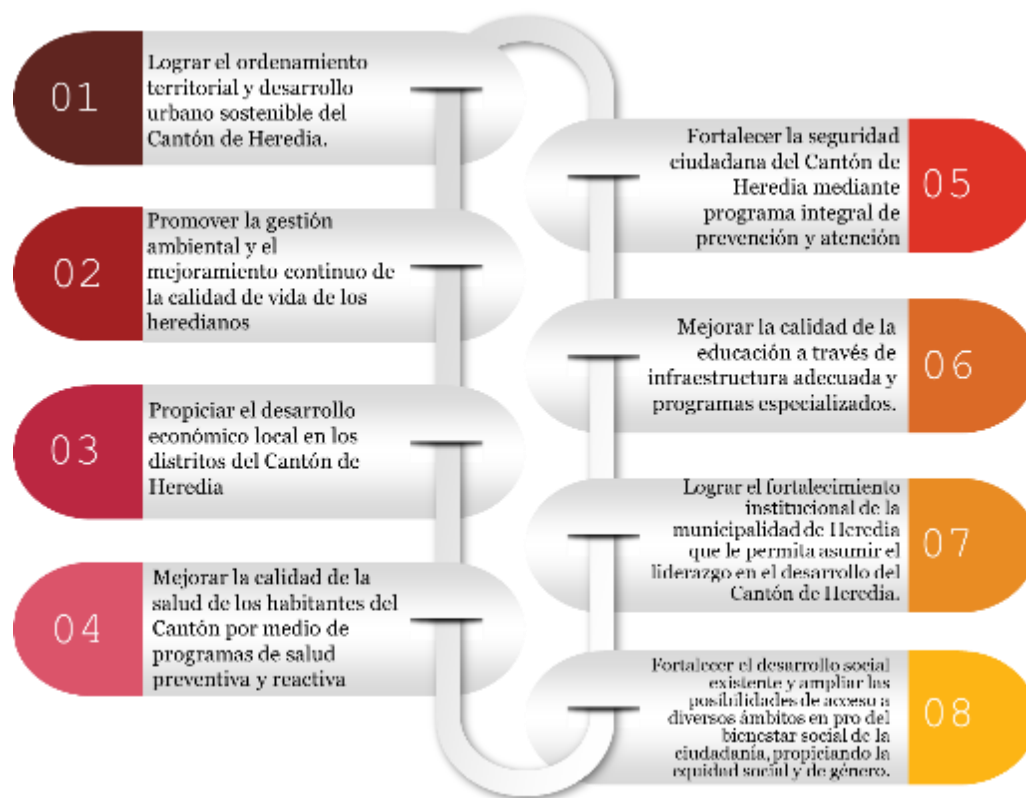 01
Lograr el ordenamiento
territorial y desarrollo
urbano sostenible del
Cantón de Heredia.
02
Promover la gestión
ambiental y el
mejoramiento continuo de
la calidad de vida de los
heredianos
03
Propiciar el desarrollo
económico local en los
distritos del Cantón de
Heredia
04
Mejorar la calidad de la
salud de los habitantes del
Cantón por medio de
programas de salud
preventiva y reactiva
Fortalecer la seguridad
ciudadana del Cantón de
Heredia mediante
programa integral de
prevención y atención
05
Mejorar la calidad de la
educación a través de
infraestructura adecuada y
programas especializados.
06
Lograr el fortalecimiento
institucional de la
municipalidad de Heredia
que le permita asumir el
liderazgo en el desarrollo del
Cantón de Heredia.
07
Fortalecer el desarrollo social
existente y ampliar las
posibilidades de acceso a
diversos ámbitos en pro del
bienestar social de la
ciudadanía, propiciando la
equidad social y de género.
08